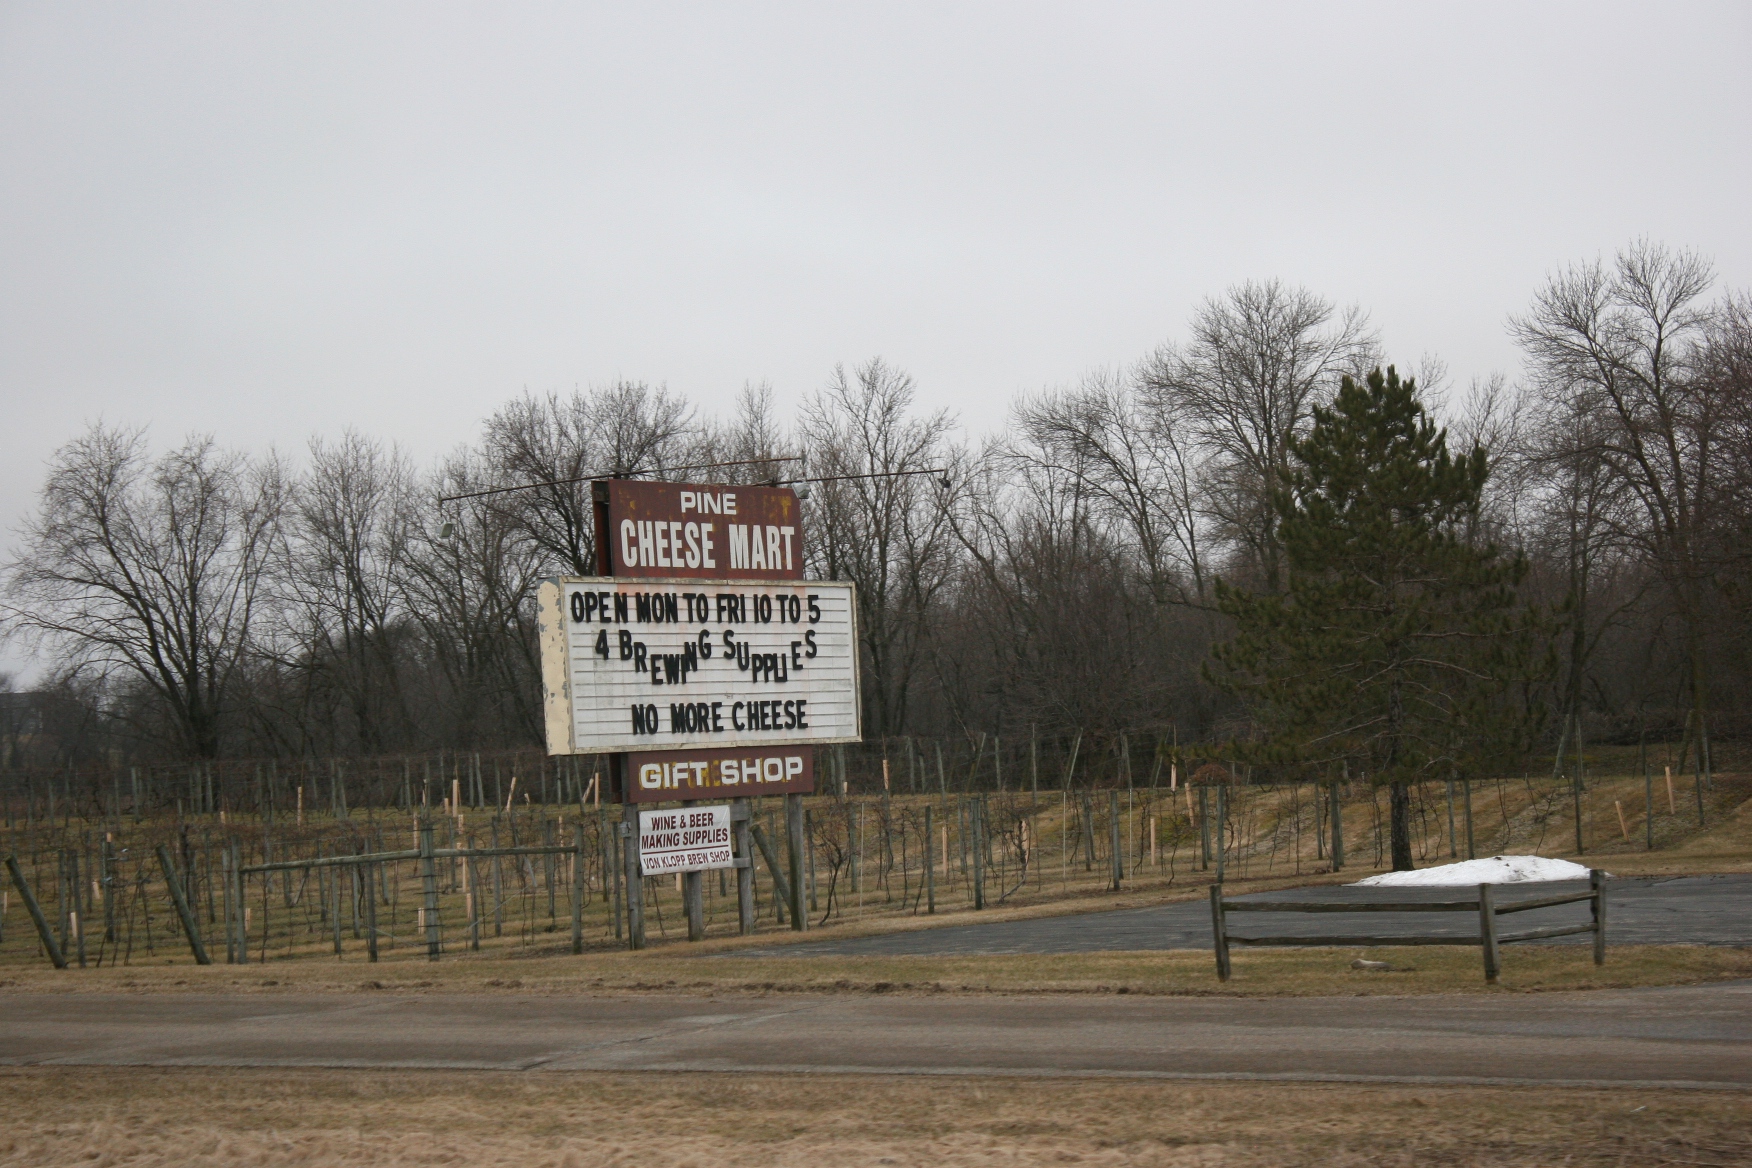 PINE
CHEESE MART
OPEN MON TO FRI 10 TO 5
4 BREWING SUPPLIES
NO MORE CHEESE
GIFT SHOP
WINE & BEER
MAKING SUPPLIES
VON KLOPP BREW SHOP